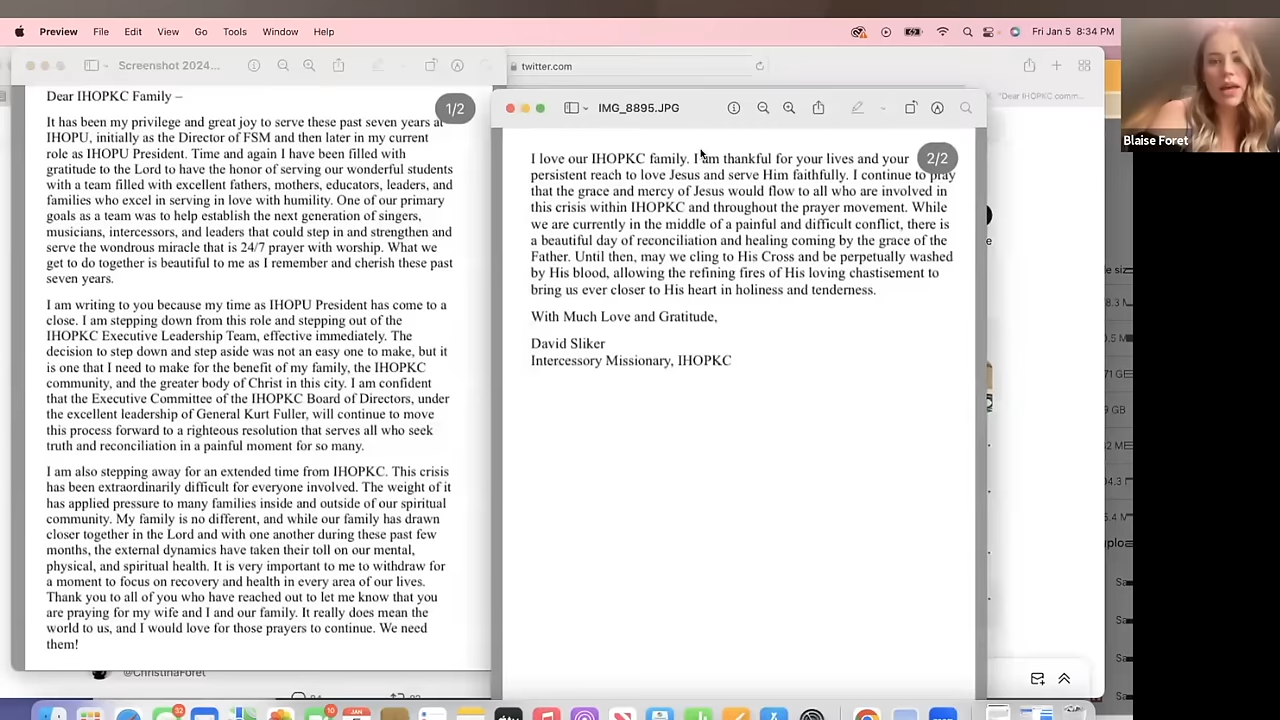 Preview File Edit View Go Tools Window Help
Fri Jan 5 8:34 PM
Screenshot 2024...
twitter.com
"Dear IHOPKC comm...
Blaise Foret
1/2
Dear IHOPKC Family –
It has been my privilege and great joy to serve these past seven years at
IHOPU, initially as the Director of FSM and then later in my current
role as IHOPU President. Time and again I have been filled with
gratitude to the Lord to have the honor of serving our wonderful students
with a team filled with excellent fathers, mothers, educators, leaders, and
families who excel in serving in love with humility. One of our primary
goals as a team was to help establish the next generation of singers,
musicians, intercessors, and leaders that could step in and strengthen and
serve the wondrous miracle that is 24/7 prayer with worship. What we
get to do together is beautiful to me as I remember and cherish these past
seven years.
I am writing to you because my time as IHOPU President has come to a
close. I am stepping down from this role and stepping out of the
IHOPKC Executive Leadership Team, effective immediately. The
decision to step down and step aside was not an easy one to make, but it
is one that I need to make for the benefit of my family, the IHOPKC
community, and the greater body of Christ in this city. I am confident
that the Executive Committee of the IHOPKC Board of Directors, under
the excellent leadership of General Kurt Fuller, will continue to move
this process forward to a righteous resolution that serves all who seek
truth and reconciliation in a painful moment for so many.
I am also stepping away for an extended time from IHOPKC. This crisis
has been extraordinarily difficult for everyone involved. The weight of it
has applied pressure to many families inside and outside of our spiritual
community. My family is no different, and while our family has drawn
closer together in the Lord and with one another during these past few
months, the external dynamics have taken their toll on our mental,
physical, and spiritual health. It is very important to me to withdraw for
a moment to focus on recovery and health in every area of our lives.
Thank you to all of you who have reached out to let me know that you
are praying for my wife and I and our family. It really does mean the
world to us, and I would love for those prayers to continue. We need
them!
@ChristinaForet
IMG_8895.JPG
2/2
I love our IHOPKC family. I am thankful for your lives and your
persistent reach to love Jesus and serve Him faithfully. I continue to pray
that the grace and mercy of Jesus would flow to all who are involved in
this crisis within IHOPKC and throughout the prayer movement. While
we are currently in the middle of a painful and difficult conflict, there is
a beautiful day of reconciliation and healing coming by the grace of the
Father. Until then, may we cling to His Cross and be perpetually washed
by His blood, allowing the refining fires of His loving chastisement to
bring us ever closer to His heart in holiness and tenderness.
With Much Love and Gratitude,
David Sliker
Intercessory Missionary, IHOPKC